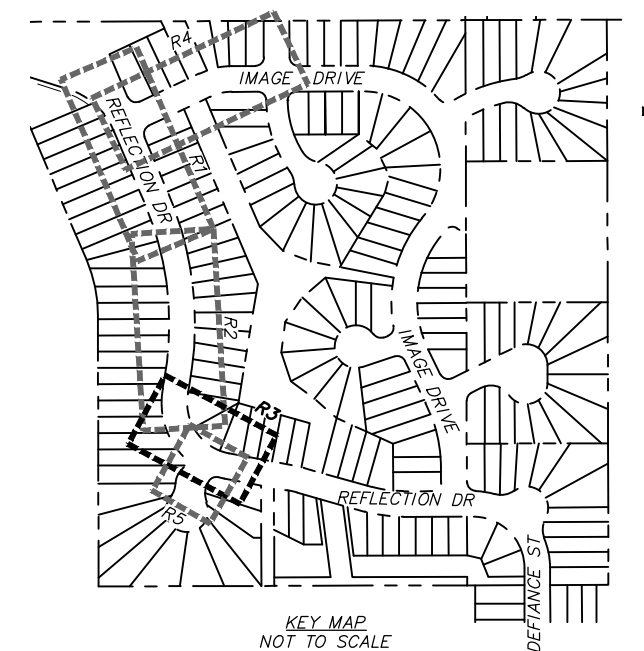 R4
IMAGE DRIVE
REFLECTION DR
R1
R2
IMAGE DRIVE
R3
REFLECTION DR
R5
DEFIANCE ST
KEY MAP
NOT TO SCALE